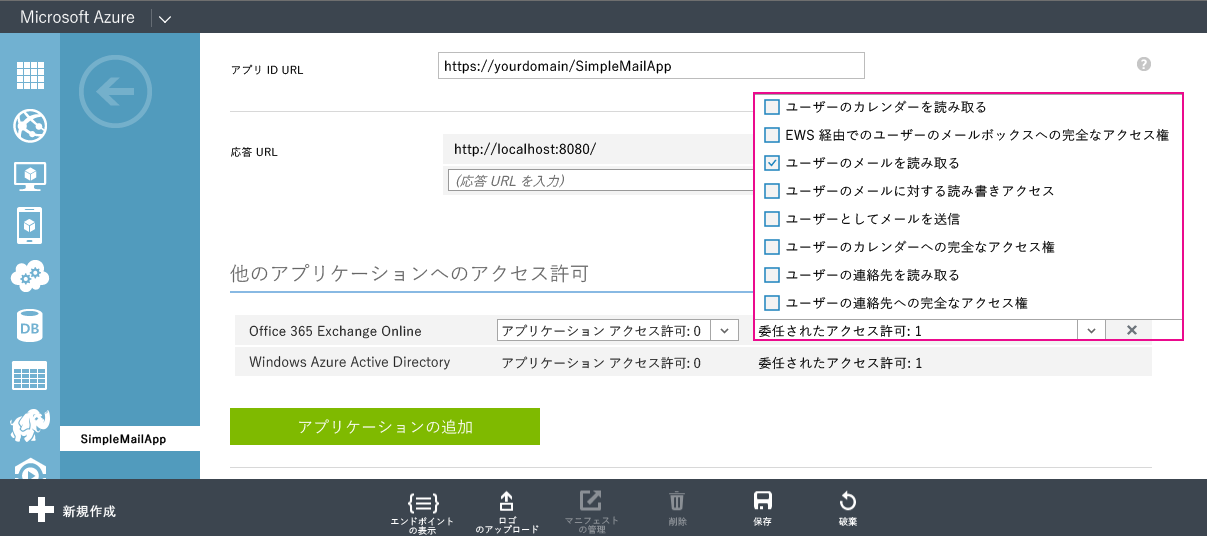 Microsoft Azure
アプリ ID URL
https://yourdomain/SimpleMailApp
?
ユーザーのカレンダーを読み取る
EWS 経由でのユーザーのメールボックスへの完全なアクセス権
ユーザーのメールを読み取る
ユーザーのメールに対する読み書きアクセス
ユーザーとしてメールを送信
ユーザーのカレンダーへの完全なアクセス権
ユーザーの連絡先を読み取る
ユーザーの連絡先への完全なアクセス権
応答 URL
http://localhost:8080/
(応答 URL を入力)
他のアプリケーションへのアクセス許可
Office 365 Exchange Online
アプリケーション アクセス許可: 0
委任されたアクセス許可: 1
Windows Azure Active Directory
アプリケーション アクセス許可: 0
委任されたアクセス許可: 1
DB
アプリケーションの追加
SimpleMailApp
新規作成
エンドポイント
の表示
ロゴ
のアップロード
マニフェスト
の管理
削除
保存
破棄